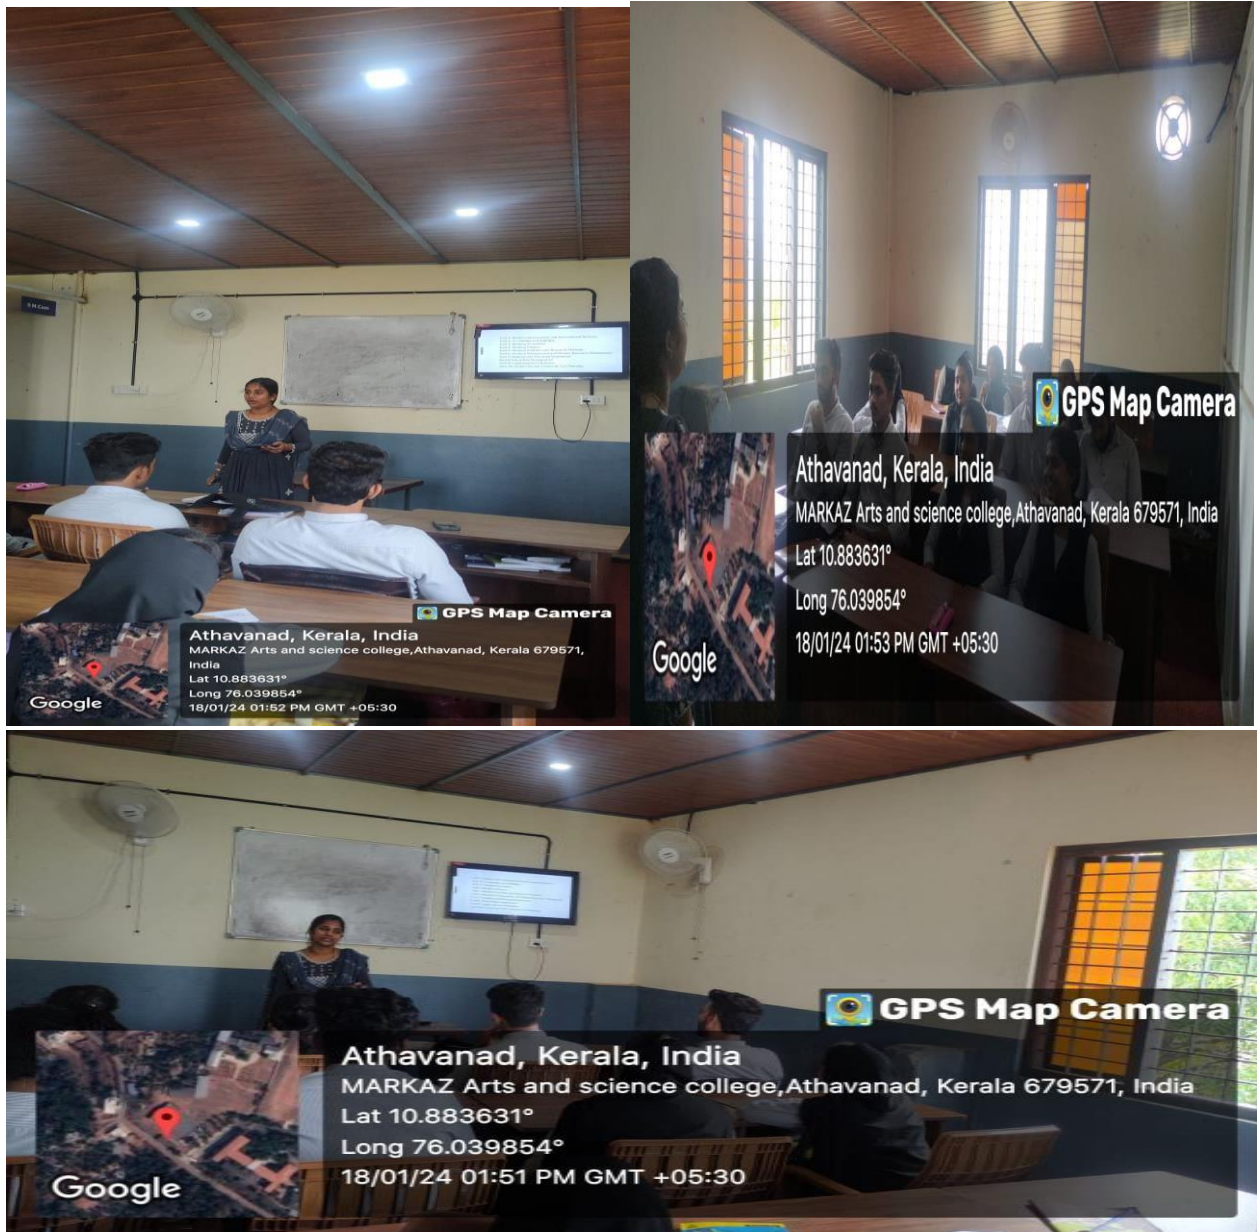 S M.Com
GPS Map Camera
Athavanad, Kerala, India
MARKAZ Arts and science college,Athavanad, Kerala 679571,
India
Lat 10.883631°
Long 76.039854°
18/01/24 01:52 PM GMT +05:30
Google
GPS Map Camera
Athavanad, Kerala, India
MARKAZ Arts and science college,Athavanad, Kerala 679571, India
Lat 10.883631°
Long 76.039854°
18/01/24 01:53 PM GMT +05:30
Google
GPS Map Camera
Athavanad, Kerala, India
MARKAZ Arts and science college,Athavanad, Kerala 679571, India
Lat 10.883631°
Long 76.039854°
18/01/24 01:51 PM GMT +05:30
Google